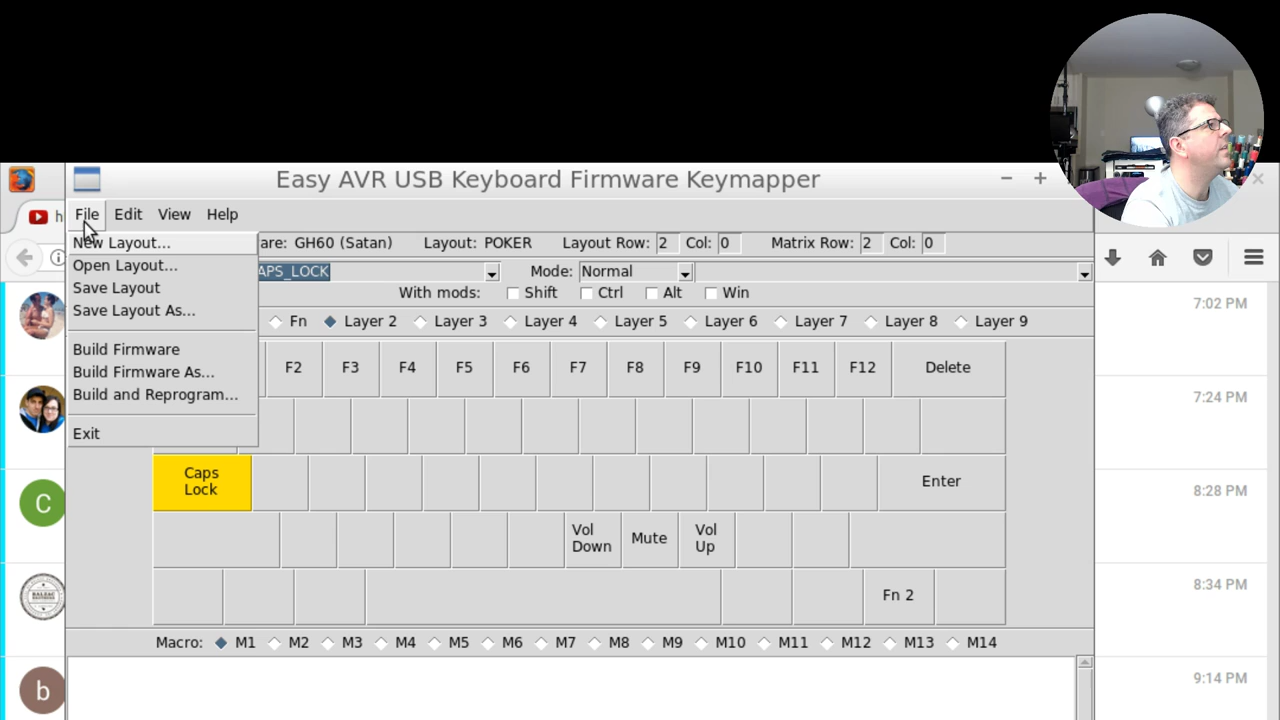 Easy AVR USB Keyboard Firmware Keymapper
h
File Edit View Help
New Layout...
are: GH60 (Satan) Layout: POKER Layout Row: 2 Col: 0 Matrix Row: 2 Col: 0
Open Layout...
APS_LOCK Mode: Normal
Save Layout
With mods: Shift Ctrl Alt Win
Save Layout As...
Fn Layer 2 Layer 3 Layer 4 Layer 5 Layer 6 Layer 7 Layer 8 Layer 9
Build Firmware
Build Firmware As...
Build and Reprogram...
Exit
F2 F3 F4 F5 F6 F7 F8 F9 F10 F11 F12 Delete
Caps
Lock
Enter
Vol
Down
Mute
Vol
Up
Fn 2
Macro: M1 M2 M3 M4 M5 M6 M7 M8 M9 M10 M11 M12 M13 M14
C
b
7:02 PM
7:24 PM
8:28 PM
8:34 PM
9:14 PM